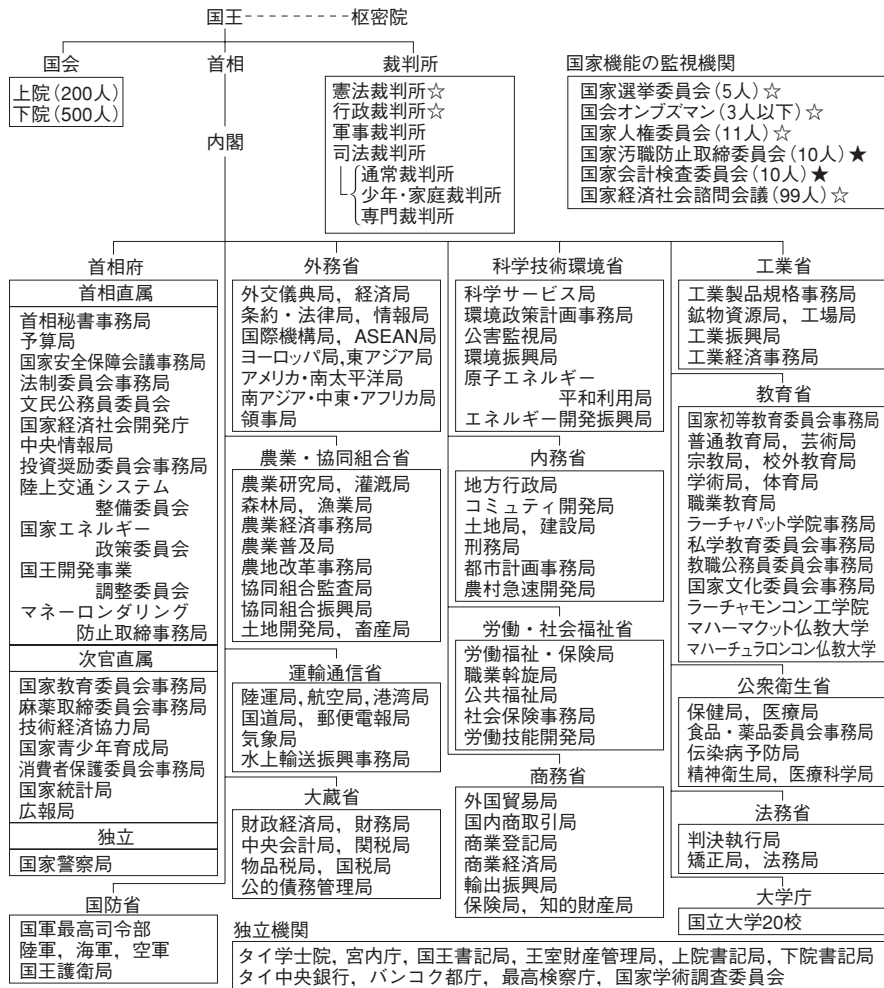 国王 枢密院
国会
上院(200人)
下院(500人)
首相
内閣
裁判所
憲法裁判所☆
行政裁判所☆
軍事裁判所
司法裁判所
通常裁判所
少年・家庭裁判所
専門裁判所
国家機能の監視機関
国家選挙委員会(5人)☆
国会オンブズマン(3人以下)☆
国家人権委員会(11人)☆
国家汚職防止取締委員会(10人)★
国家会計検査委員会(10人)★
国家経済社会諮問会議(99人)☆
首相府
首相直属
首相秘書事務局
予算局
国家安全保障会議事務局
法制委員会事務局
文民公務員委員会
国家経済社会開発庁
中央情報局
投資奨励委員会事務局
陸上交通システム
整備委員会
国家エネルギー
政策委員会
国王開発事業
調整委員会
マネーロンダリング
防止取締事務局
次官直属
国家教育委員会事務局
麻薬取締委員会事務局
技術経済協力局
国家青少年育成局
消費者保護委員会事務局
国家統計局
広報局
独立
国家警察局
国防省
国軍最高司令部
陸軍，海軍，空軍
国王護衛局
外務省
外交儀典局，経済局
条約・法律局，情報局
国際機構局，ASEAN局
ヨーロッパ局，東アジア局
アメリカ・南太平洋局
南アジア・中東・アフリカ局
領事局
農業・協同組合省
農業研究局，灌漑局
森林局，漁業局
農業経済事務局
農業普及局
農地改革事務局
協同組合監査局
協同組合振興局
土地開発局，畜産局
運輸通信省
陸運局，航空局，港湾局
国道局，郵便電報局
気象局
水上輸送振興事務局
大蔵省
財政経済局，財務局
中央会計局，関税局
物品税局，国税局
公的債務管理局
科学技術環境省
科学サービス局
環境政策計画事務局
公害監視局
環境振興局
原子エネルギー
平和利用局
エネルギー開発振興局
内務省
地方行政局
コミュティ開発局
土地局，建設局
刑務局
都市計画事務局
農村急速開発局
労働・社会福祉省
労働福祉・保険局
職業斡旋局
公共福祉局
社会保険事務局
労働技能開発局
商務省
外国貿易局
国内商取引局
商業登記局
商業経済局
輸出振興局
保険局，知的財産局
工業省
工業製品規格事務局
鉱物資源局，工場局
工業振興局
工業経済事務局
教育省
国家初等教育委員会事務局
普通教育局，芸術局
宗教局，校外教育局
学術局，体育局
職業教育局
ラーチャパット学院事務局
私学教育委員会事務局
教職公務員委員会事務局
国家文化委員会事務局
ラーチャモンコン工学院
マハーマクット仏教大学
マハーチュラロンコン仏教大学
公衆衛生省
保健局，医療局
食品・薬品委員会事務局
伝染病予防局
精神衛生局，医療科学局
法務省
判決執行局
矯正局，法務局
大学庁
国立大学20校
独立機関
タイ学士院，宮内庁，国王書記局，王室財産管理局，上院書記局，下院書記局
タイ中央銀行，バンコク都庁，最高検察庁，国家学術調査委員会